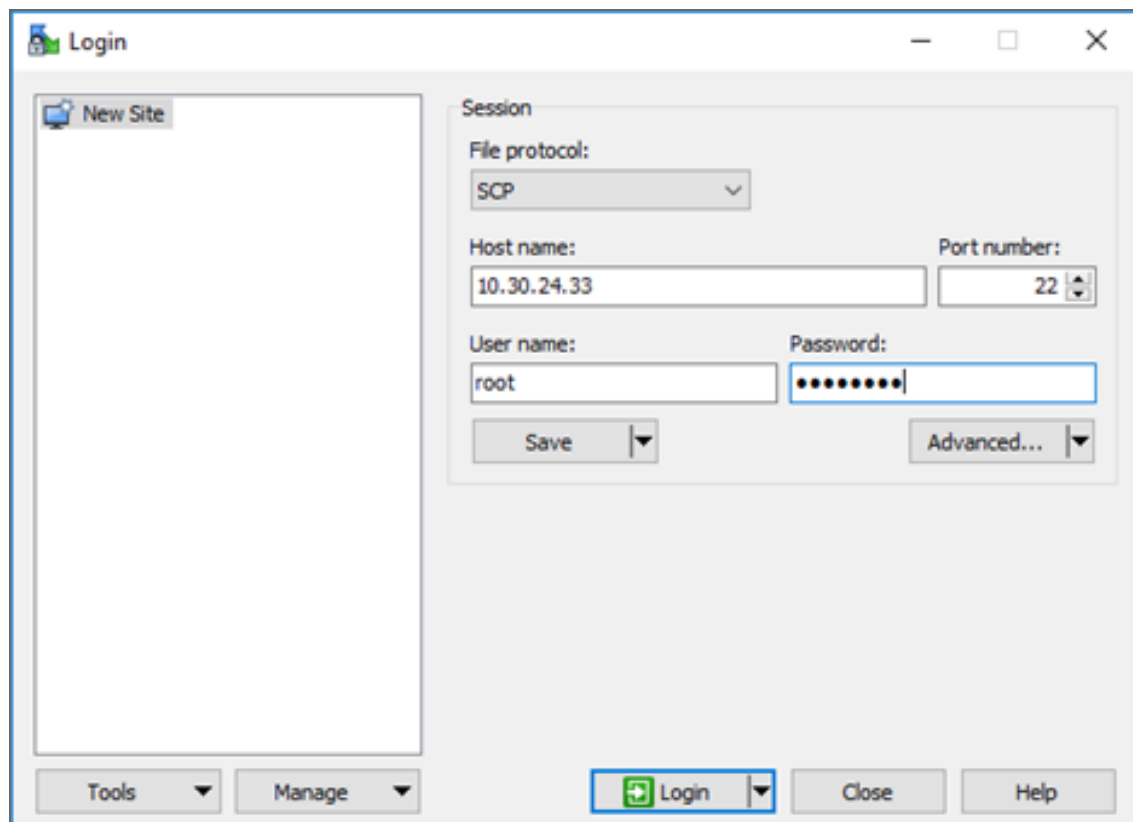 Login
New Site
Session
File protocol:
SCP
Host name:
Port number:
10.30.24.33
22
User name:
Password:
root
••••••••
Save
Advanced...
Tools
Manage
Login
Close
Help